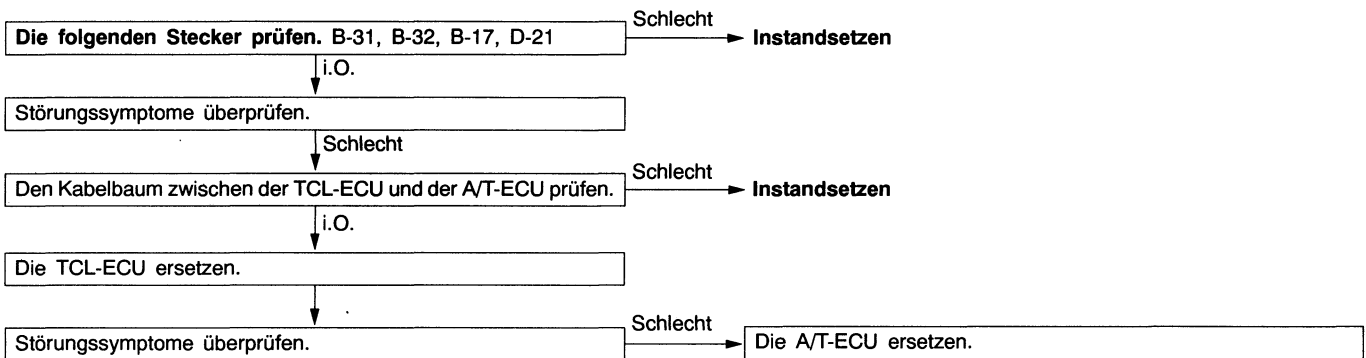 Schlecht
Die folgenden Stecker prüfen. B-31, B-32, B-17, D-21
Instandsetzen
i.O.
Störungssymptome überprüfen.
Schlecht
Schlecht
Den Kabelbaum zwischen der TCL-ECU und der A/T-ECU prüfen.
Instandsetzen
i.O.
Die TCL-ECU ersetzen.
Schlecht
Störungssymptome überprüfen.
Die A/T-ECU ersetzen.